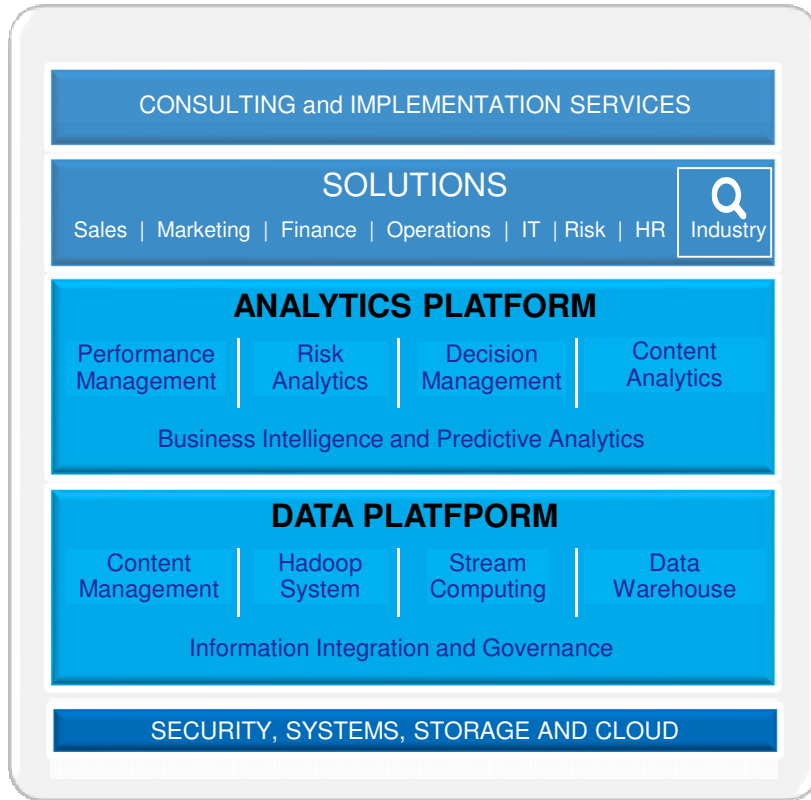 CONSULTING and IMPLEMENTATION SERVICES
SOLUTIONS
Sales | Marketing | Finance | Operations | IT | Risk | HR
Industry
ANALYTICS PLATFORM
Performance
Management
Risk
Analytics
Decision
Management
Content
Analytics
Business Intelligence and Predictive Analytics
DATA PLATFPORM
Content
Management
Hadoop
System
Stream
Computing
Data
Warehouse
Information Integration and Governance
SECURITY, SYSTEMS, STORAGE AND CLOUD